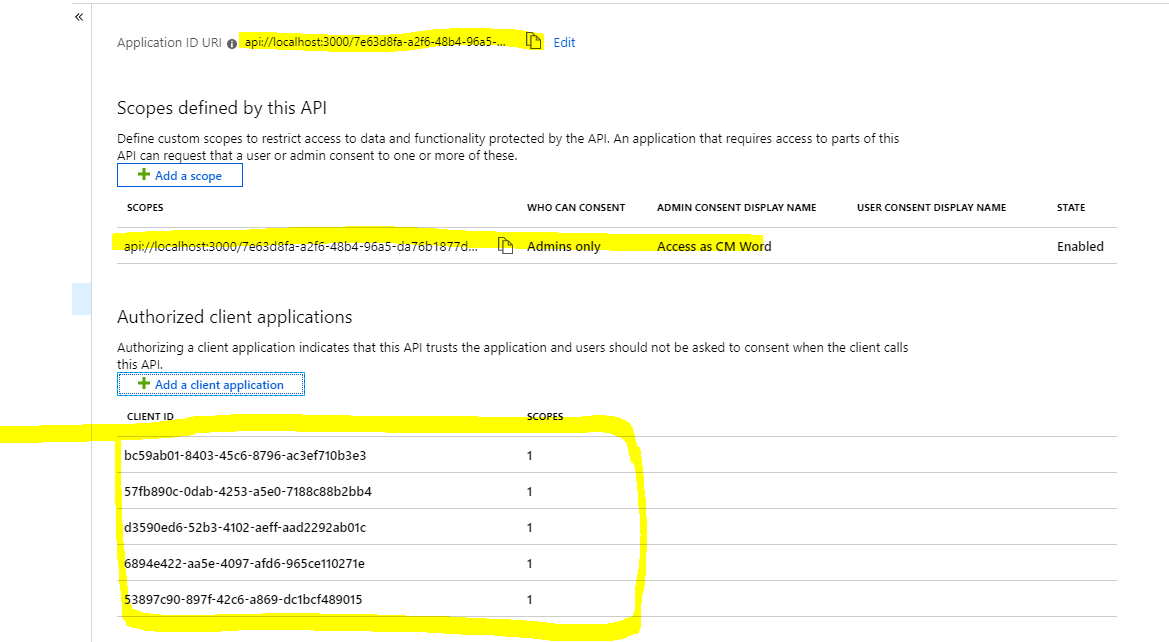 «
Application ID URI api://localhost:3000/7e63d8fa-a2f6-48b4-96a5-... Edit
Scopes defined by this API
Define custom scopes to restrict access to data and functionality protected by the API. An application that requires access to parts of this
API can request that a user or admin consent to one or more of these.
Add a scope
SCOPES WHO CAN CONSENT ADMIN CONSENT DISPLAY NAME USER CONSENT DISPLAY NAME STATE
api://localhost:3000/7e63d8fa-a2f6-48b4-96a5-da76b1877d... Admins only Access as CM Word Enabled
Authorized client applications
Authorizing a client application indicates that this API trusts the application and users should not be asked to consent when the client calls
this API.
Add a client application
CLIENT ID SCOPES
bc59ab01-8403-45c6-8796-ac3ef710b3e3 1
57fb890c-0dab-4253-a5e0-7188c88b2bb4 1
d3590ed6-52b3-4102-aeff-aad2292ab01c 1
6894e422-aa5e-4097-afd6-965ce110271e 1
53897c90-897f-42c6-a869-dc1bcf489015 1